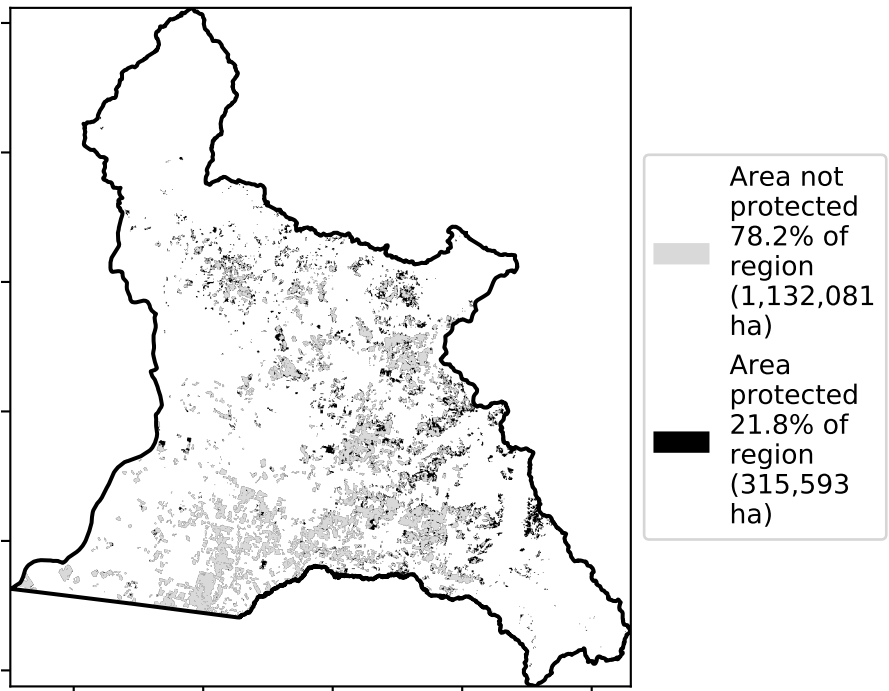 Area not
protected
78.2% of
region
(1,132,081
ha)
Area
protected
21.8% of
region
(315,593
ha)